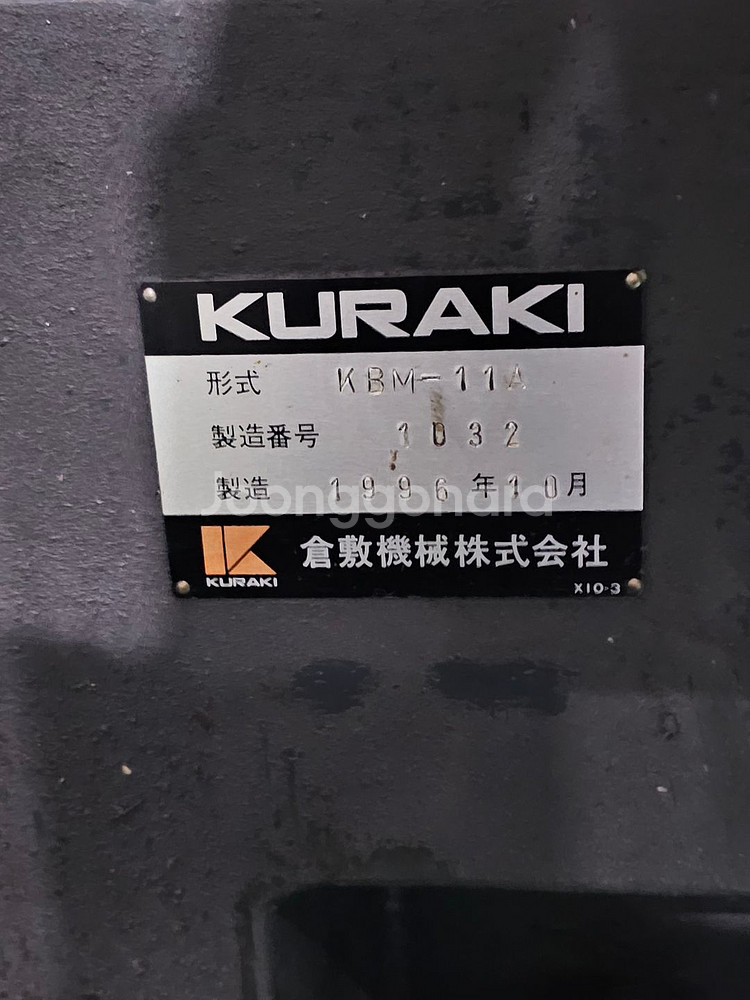 KURAKI
形式 KBM-11A
製造番号 1032
製造 1996年10月
Joonggonara
KURAKI
倉敷機械株式会社
X10-3